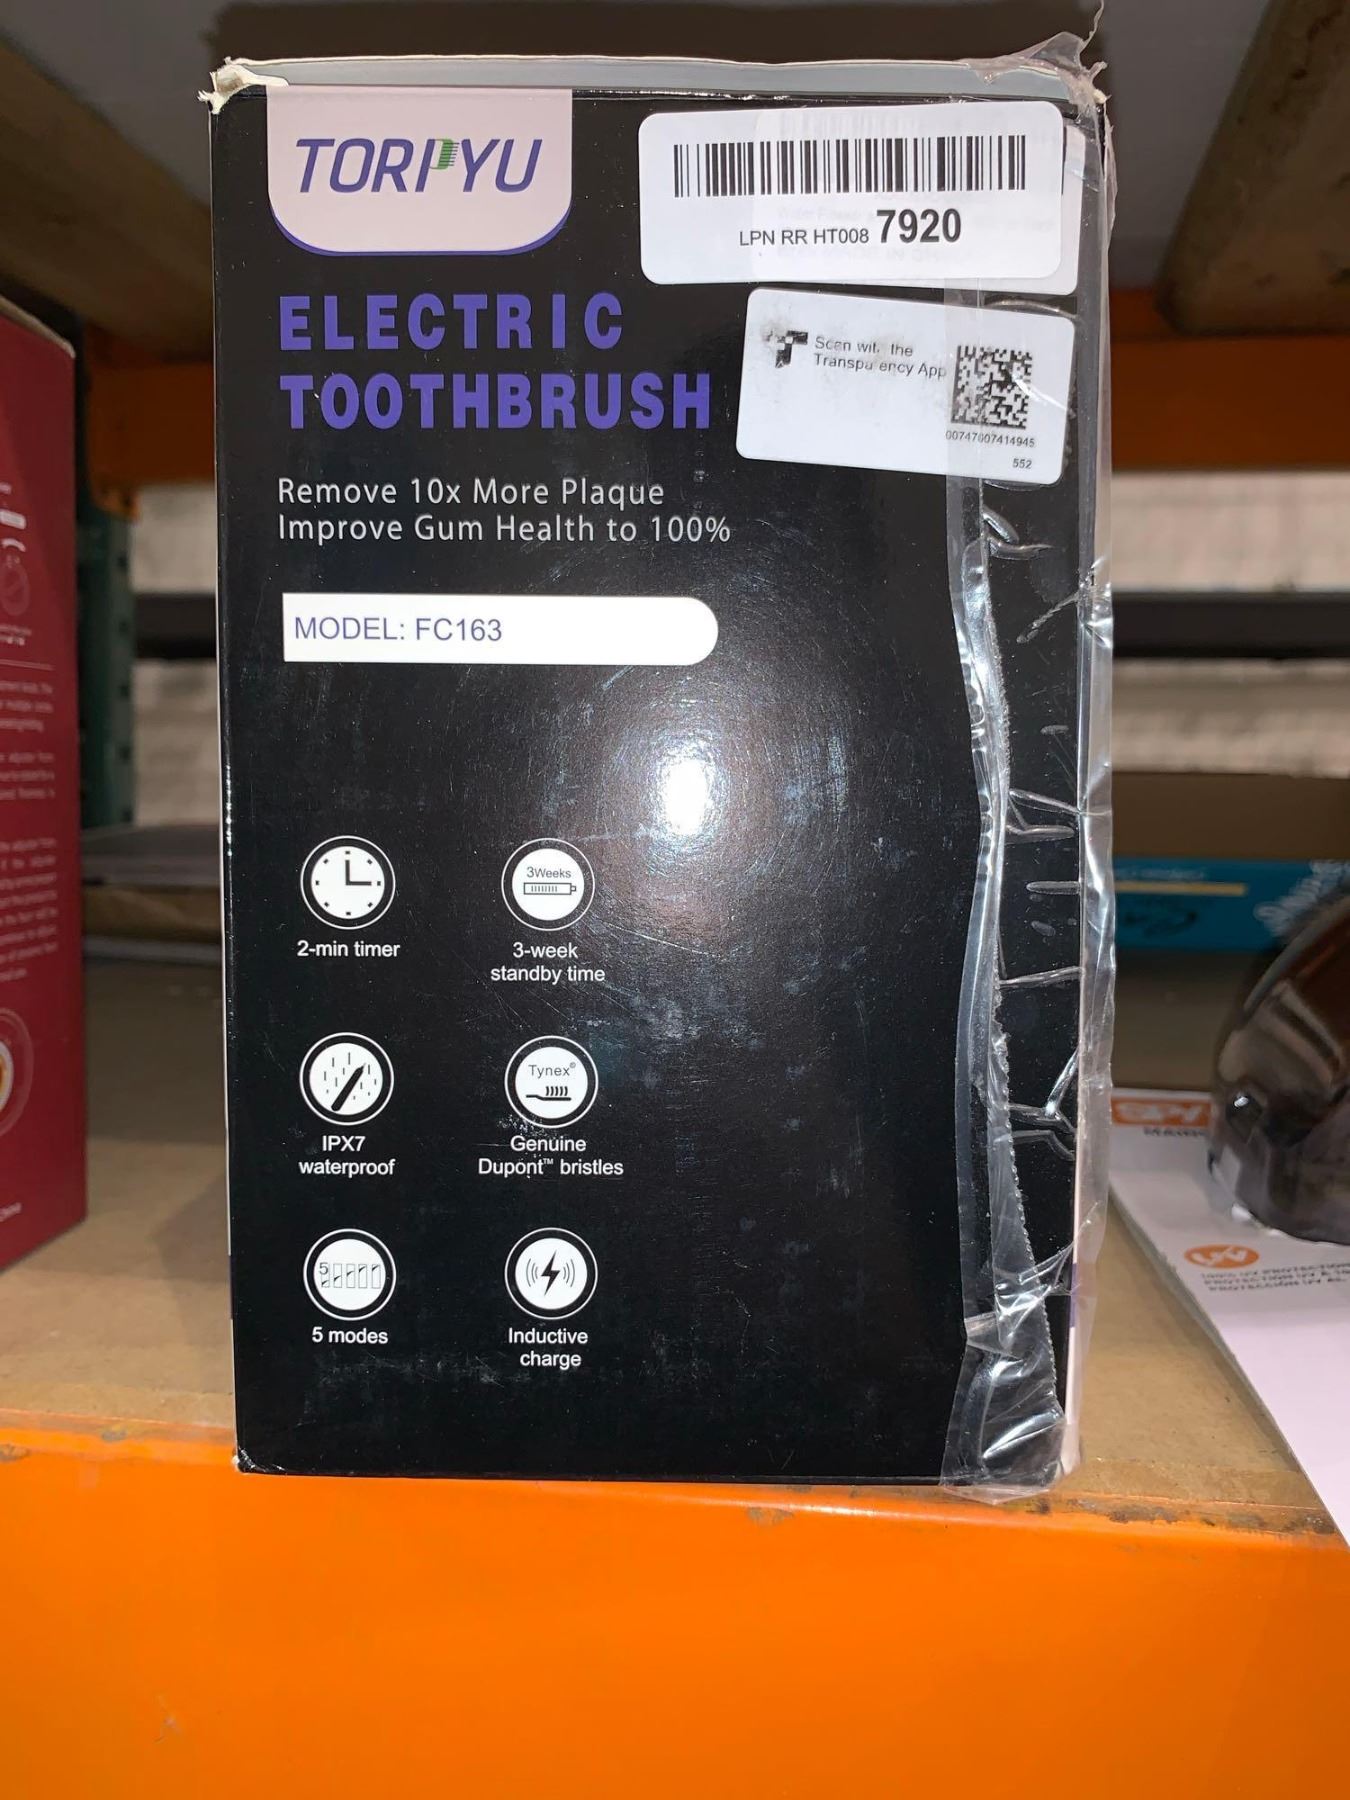 TORIYU
LPN RR HT008 7920
ELECTRIC
TOOTHBRUSH
Scan with the
Transparency App
00747007414945
552
Remove 10x More Plaque
Improve Gum Health to 100%
MODEL: FC163
2-min timer
3Weeks
3-week
standby time
IPX7
waterproof
Tynex®
Genuine
Dupont™ bristles
5
5 modes
Inductive
charge
UV